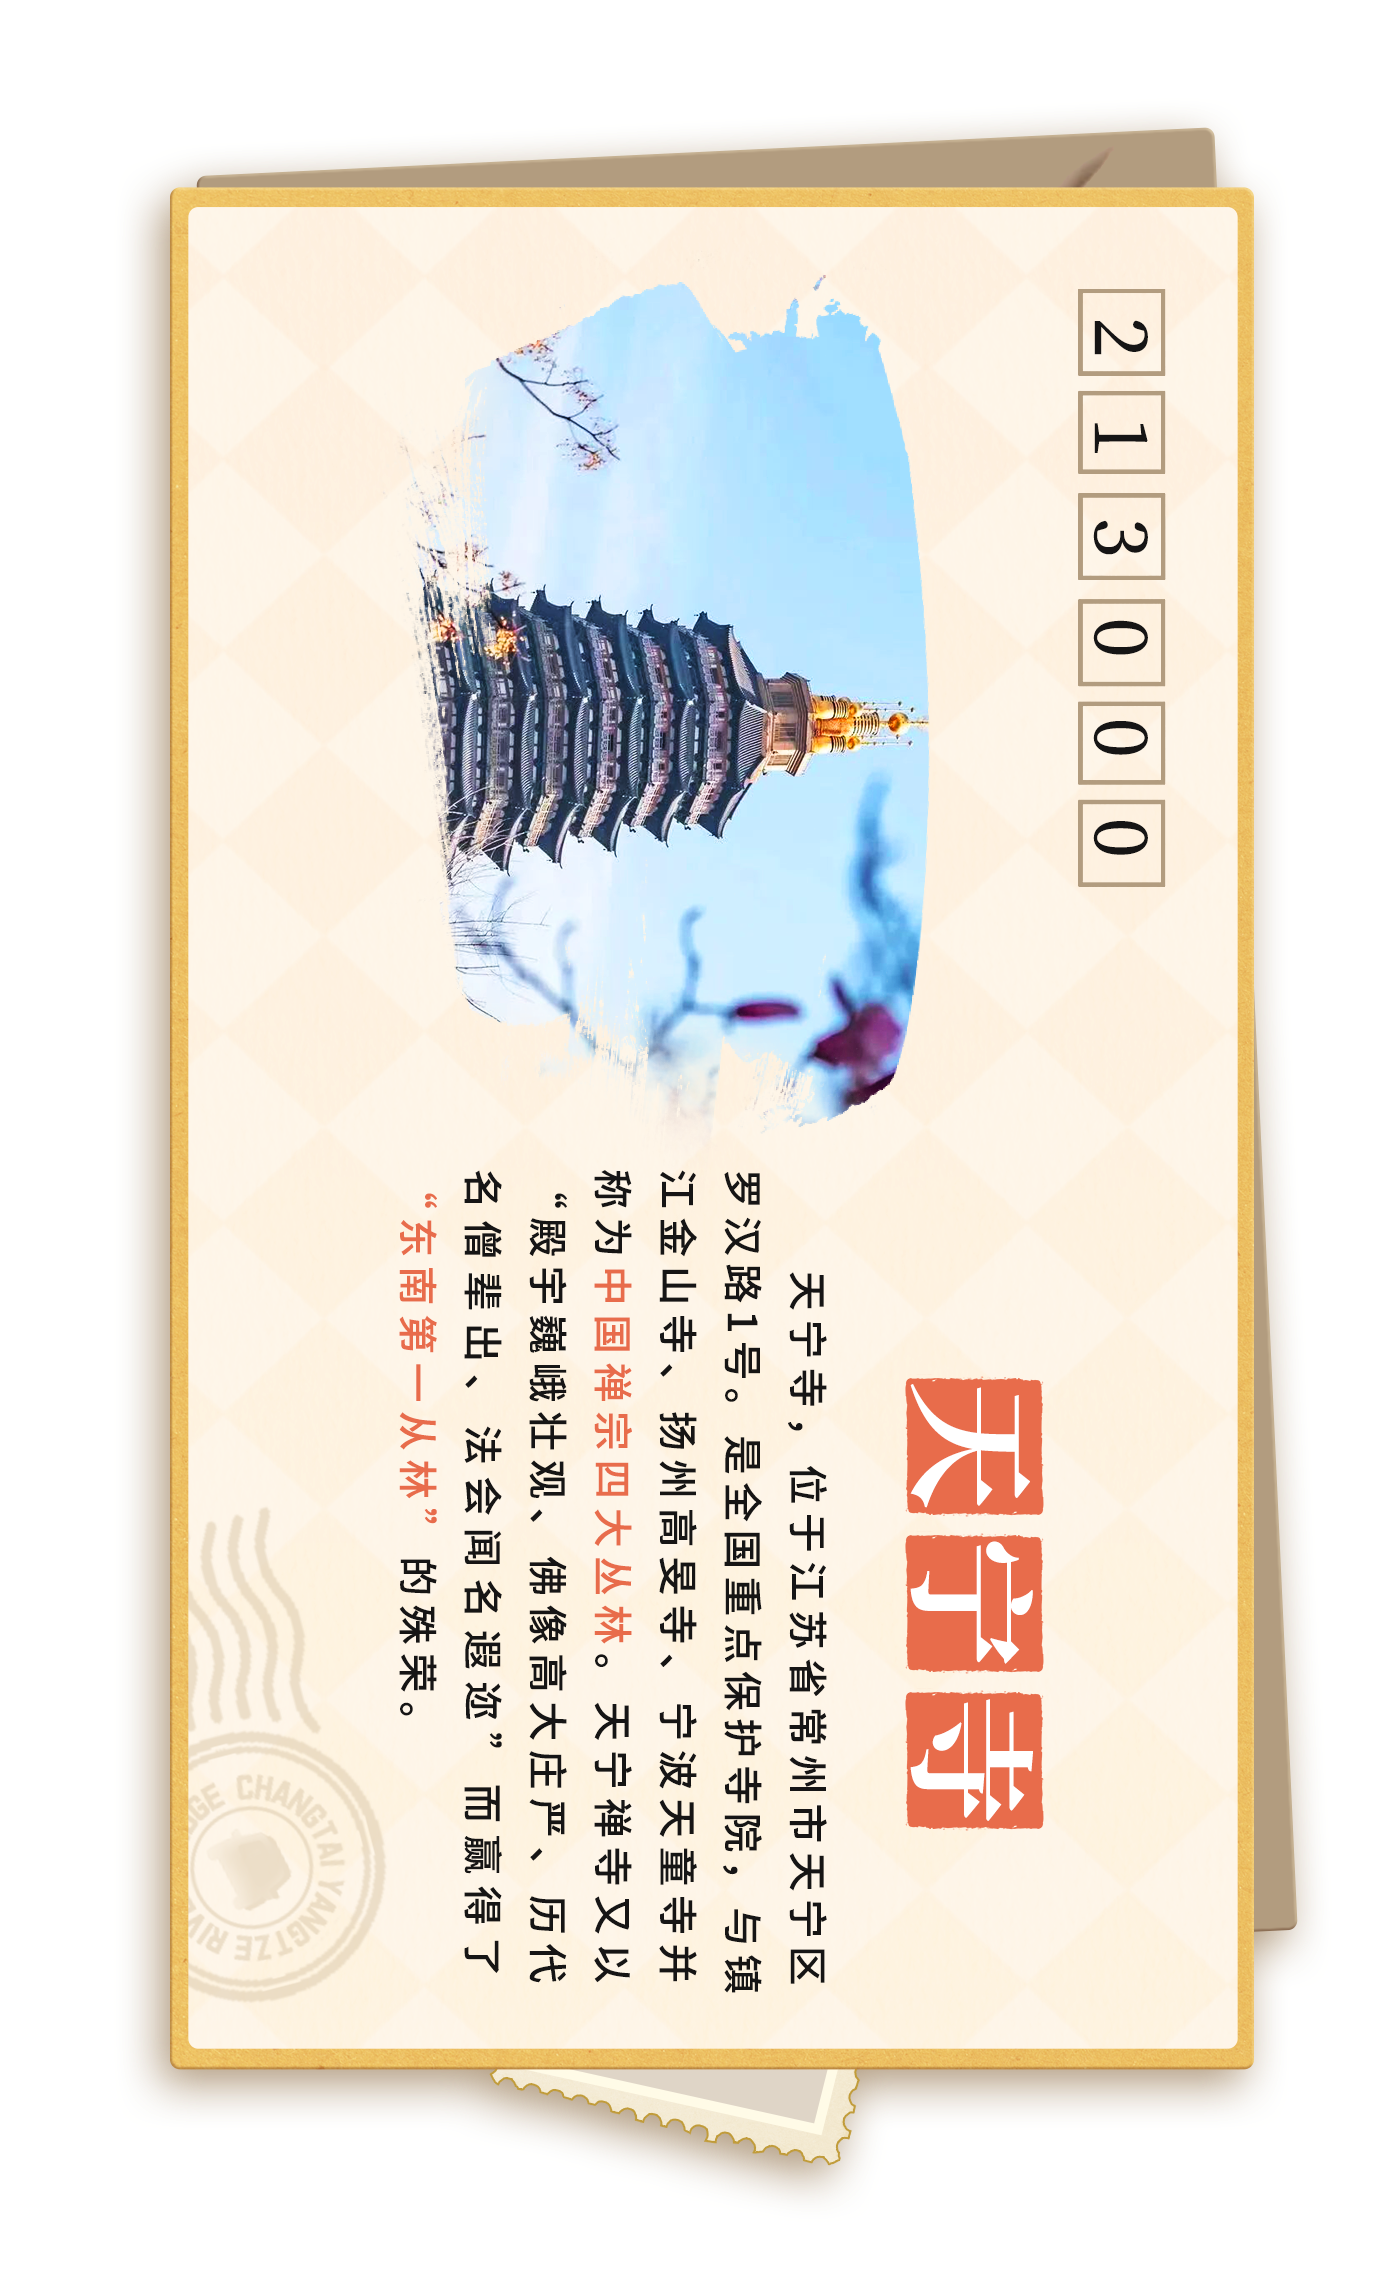 213000
天宁寺
天宁寺，位于江苏省常州市天宁区
罗汉路1号。是全国重点保护寺院，与镇
江金山寺、扬州高旻寺、宁波天童寺并
称为中国禅宗四大丛林。天宁禅寺又以
“殿宇巍峨壮观、佛像高大庄严、历代
名僧辈出、法会闻名遐迩”而赢得了
“东南第一从林”的殊荣。
CHANGTAI YANGTZE